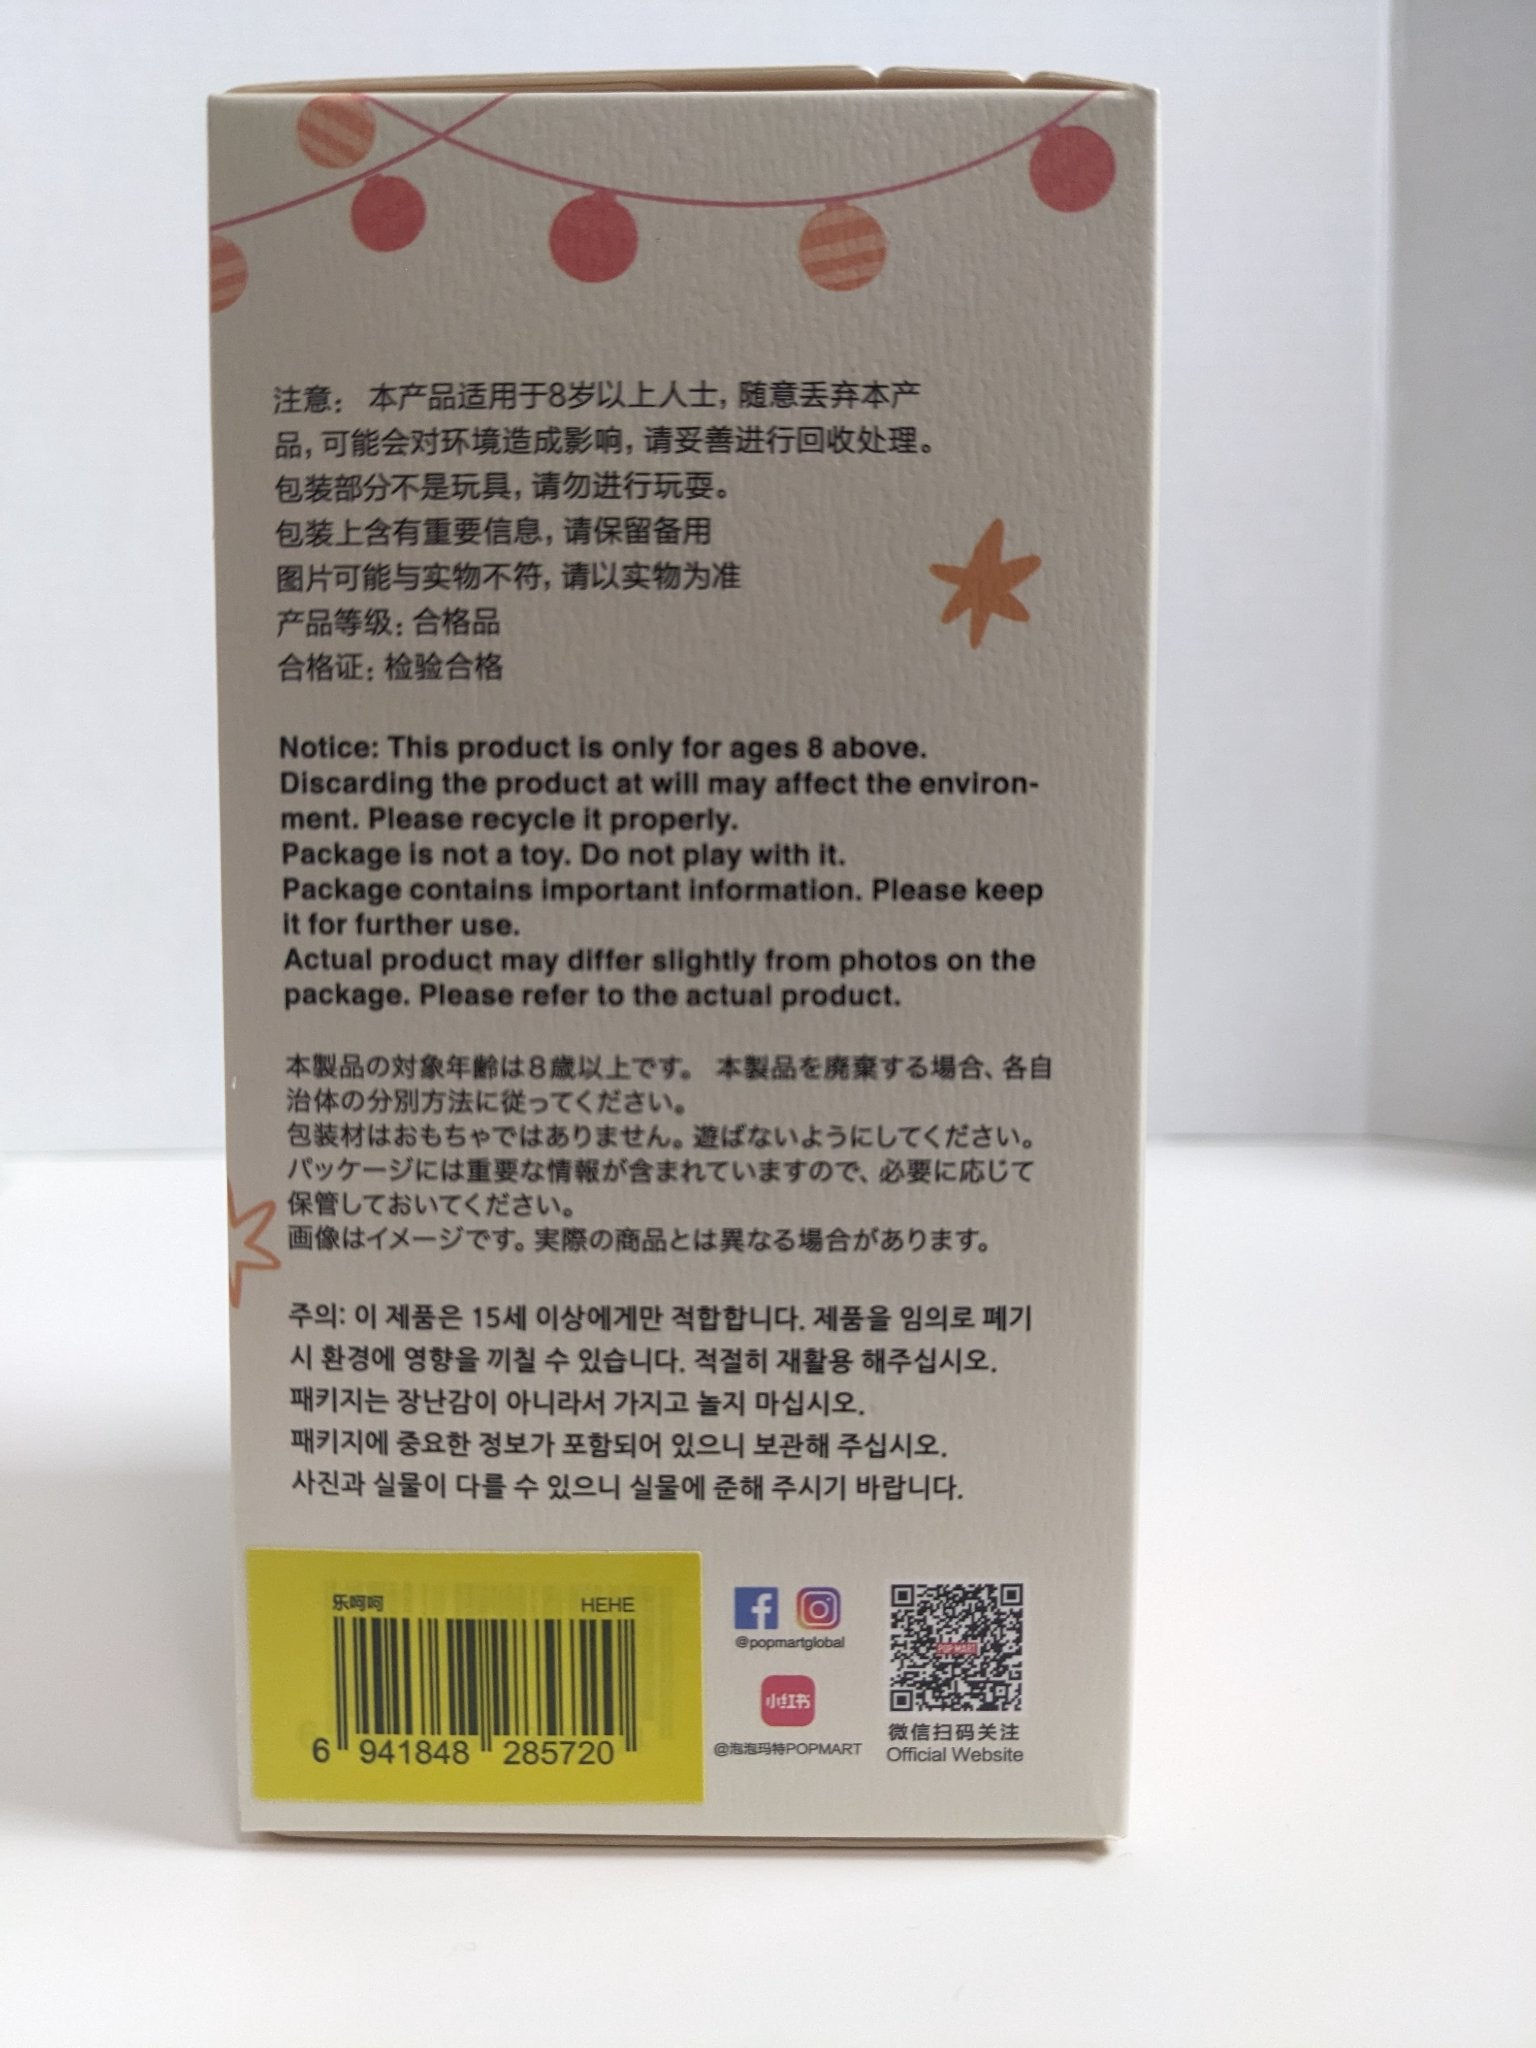 注意： 本产品适用于8岁以上人士，随意丢弃本产
品，可能会对环境造成影响，请妥善进行回收处理。
包装部分不是玩具，请勿进行玩耍。
包装上含有重要信息，请保留备用
图片可能与实物不符，请以实物为准
产品等级：合格品
合格证：检验合格
Notice: This product is only for ages 8 above.
Discarding the product at will may affect the environ-
ment. Please recycle it properly.
Package is not a toy. Do not play with it.
Package contains important information. Please keep
it for further use.
Actual product may differ slightly from photos on the
package. Please refer to the actual product.
本製品の対象年齢は8歳以上です。 本製品を廃棄する場合、各自
治体の分別方法に従ってください。
包装材はおもちゃではありません。遊ばないようにしてください。
パッケージには重要な情報が含まれていますので、必要に応じて
保管しておいてください。
画像はイメージです。実際の商品とは異なる場合があります。
주의: 이 제품은 15세 이상에게만 적합합니다. 제품을 임의로 폐기
시 환경에 영향을 끼칠 수 있습니다. 적절히 재활용 해주십시오.
패키지는 장난감이 아니라서 가지고 놀지 마십시오.
패키지에 중요한 정보가 포함되어 있으니 보관해 주십시오.
사진과 실물이 다를 수 있으니 실물에 준해 주시기 바랍니다.
乐呵呵 HEHE
6 941848 285720
@popmartglobal
小红书
@泡泡玛特POPMART
POP MART
微信扫码关注
Official Website